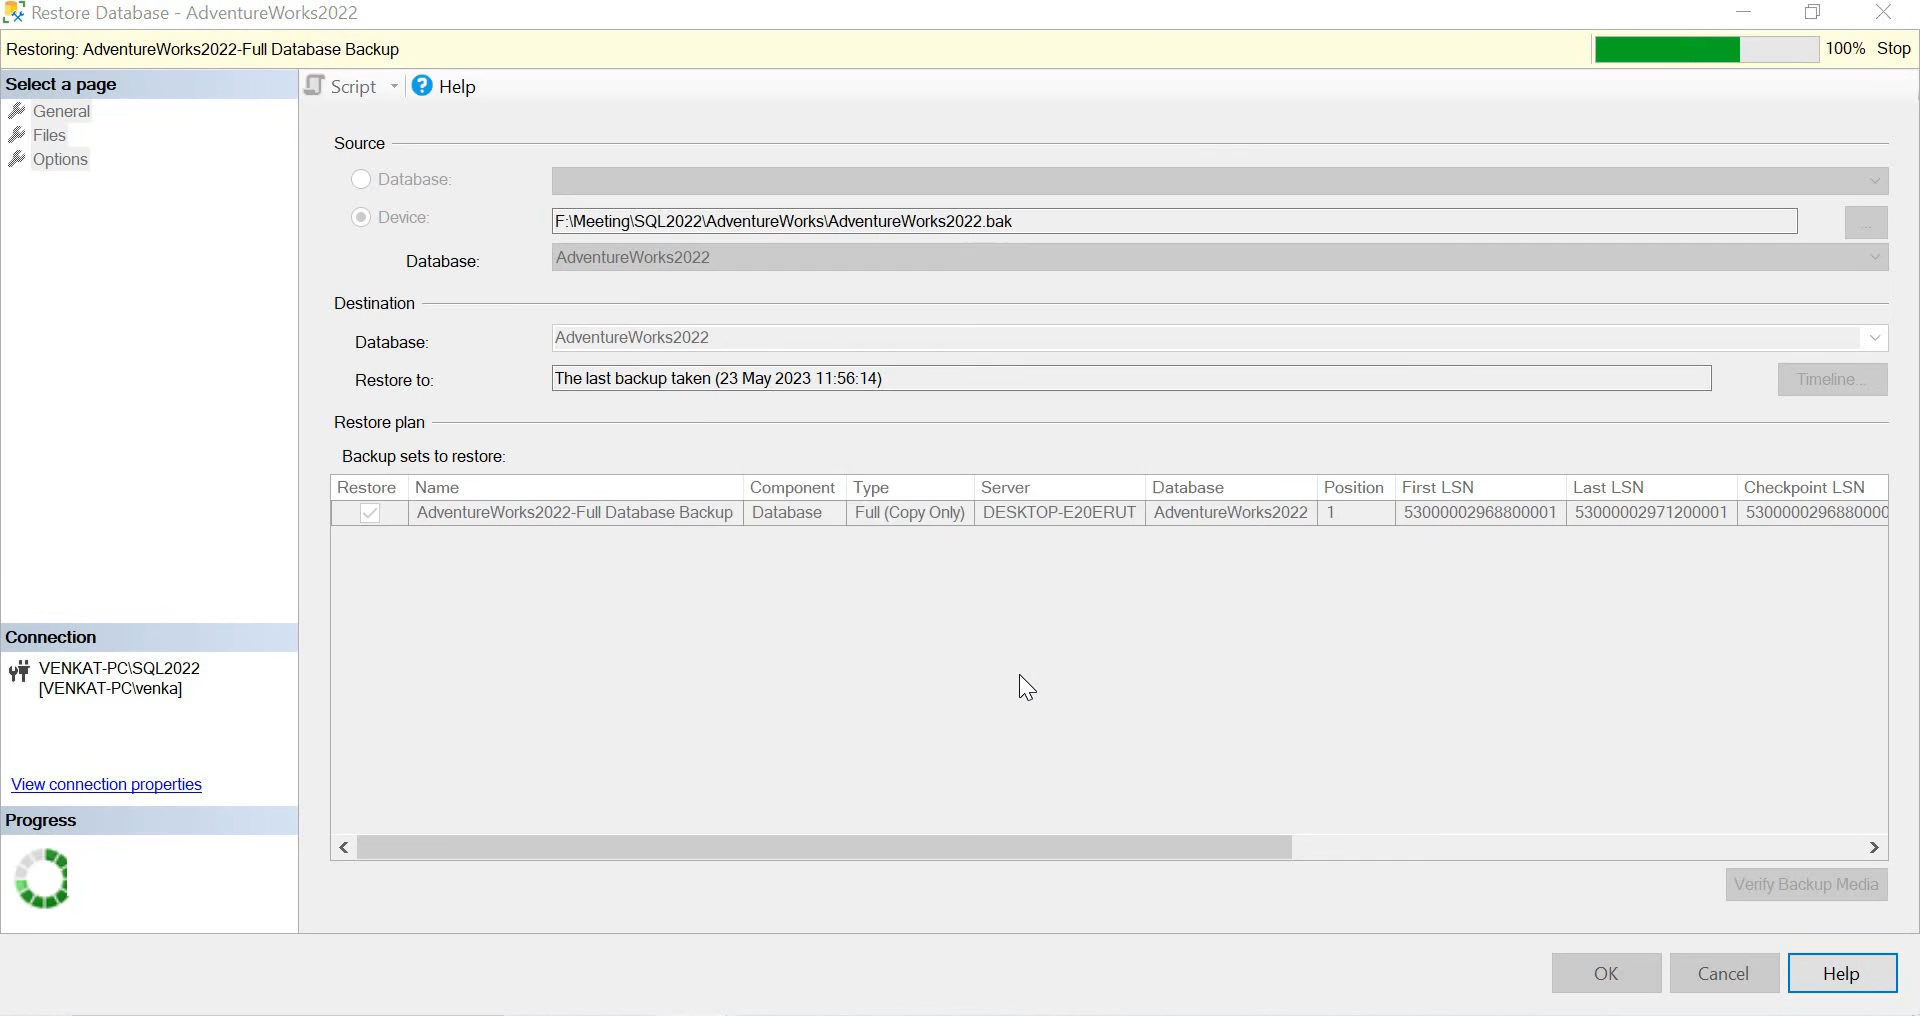 Restore Database - AdventureWorks2022
Restoring: AdventureWorks2022-Full Database Backup
100% Stop
Select a page
General
Files
Options
Script
Help
Source
Database:
Device:
F:\Meeting\SQL2022\AdventureWorks\AdventureWorks2022.bak
...
Database:
AdventureWorks2022
Destination
Database:
AdventureWorks2022
Restore to:
The last backup taken (23 May 2023 11:56:14)
Timeline...
Restore plan
Backup sets to restore:
Restore Name Component Type Server Database Position First LSN Last LSN Checkpoint LSN
AdventureWorks2022-Full Database Backup Database Full (Copy Only) DESKTOP-E20ERUT AdventureWorks2022 1 53000002968800001 53000002971200001 5300000296880000
Connection
VENKAT-PC\SQL2022
[VENKAT-PC\venka]
View connection properties
Progress
Verify Backup Media
OK
Cancel
Help